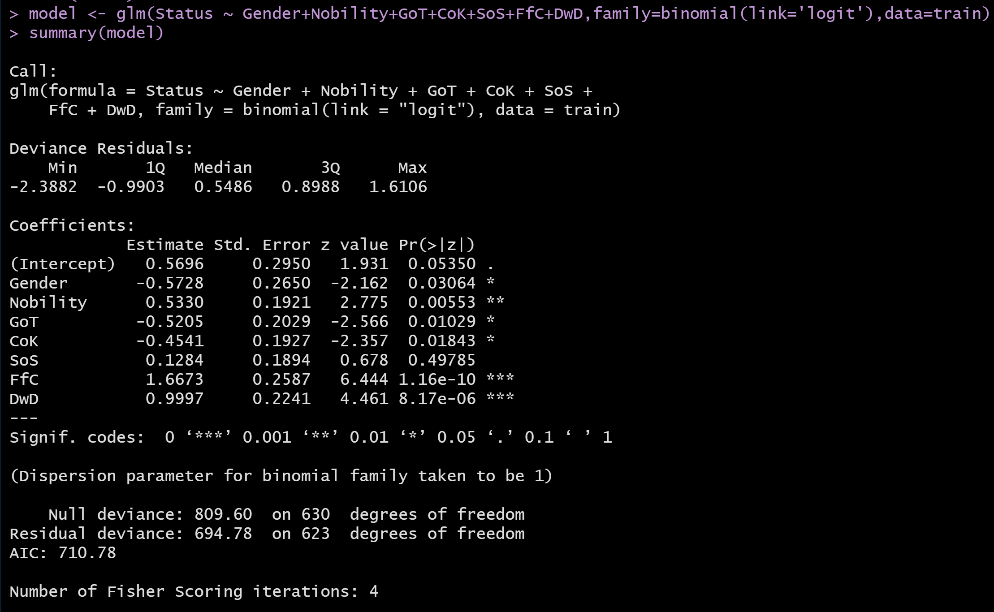 > model <- glm(Status ~ Gender+Nobility+GoT+CoK+SoS+FfC+DwD,family=binomial(link='logit'),data=train)
> summary(model)
Call:
glm(formula = Status ~ Gender + Nobility + GoT + CoK + SoS +
    FfC + DwD, family = binomial(link = "logit"), data = train)
Deviance Residuals:
    Min       1Q   Median       3Q      Max
-2.3882  -0.9903   0.5486   0.8988   1.6106
Coefficients:
            Estimate Std. Error z value Pr(>|z|)
(Intercept)   0.5696     0.2950   1.931  0.05350 .
Gender       -0.5728     0.2650  -2.162  0.03064 *
Nobility      0.5330     0.1921   2.775  0.00553 **
GoT          -0.5205     0.2029  -2.566  0.01029 *
CoK          -0.4541     0.1927  -2.357  0.01843 *
SoS           0.1284     0.1894   0.678  0.49785
FfC           1.6673     0.2587   6.444 1.16e-10 ***
DwD           0.9997     0.2241   4.461 8.17e-06 ***
---
Signif. codes:  0 ‘***’ 0.001 ‘**’ 0.01 ‘*’ 0.05 ‘.’ 0.1 ‘ ’ 1
(Dispersion parameter for binomial family taken to be 1)
    Null deviance: 809.60  on 630  degrees of freedom
Residual deviance: 694.78  on 623  degrees of freedom
AIC: 710.78
Number of Fisher Scoring iterations: 4